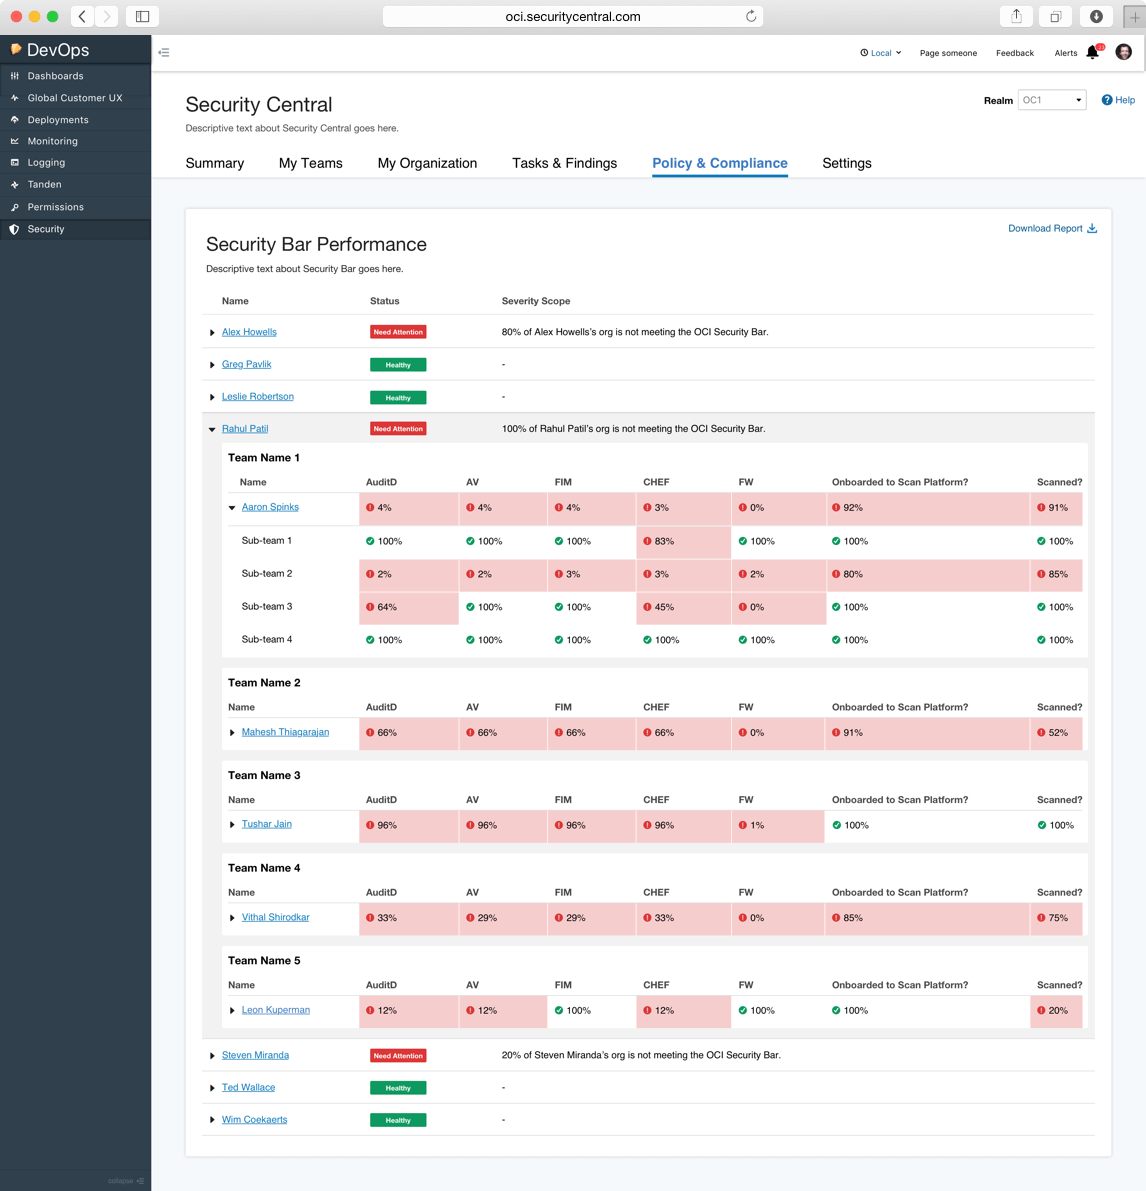 oci.securitycentral.com
DevOps
Local Page someone Feedback Alerts
Dashboards
Global Customer UX
Deployments
Monitoring
Logging
Tanden
Permissions
Security
collapse
Security Central
Descriptive text about Security Central goes here.
Realm OC1 Help
Summary My Teams My Organization Tasks & Findings Policy & Compliance Settings
Download Report
Security Bar Performance
Descriptive text about Security Bar goes here.
Name Status Severity Scope
Alex Howells Need Attention 80% of Alex Howells's org is not meeting the OCI Security Bar.
Greg Pavlik Healthy -
Leslie Robertson Healthy -
Rahul Patil Need Attention 100% of Rahul Patil's org is not meeting the OCI Security Bar.
Team Name 1
Name AuditD AV FIM CHEF FW Onboarded to Scan Platform? Scanned?
Aaron Spinks 4% 4% 4% 3% 0% 92% 91%
Sub-team 1 100% 100% 100% 83% 100% 100% 100%
Sub-team 2 2% 2% 3% 3% 2% 80% 85%
Sub-team 3 64% 100% 100% 45% 0% 100% 100%
Sub-team 4 100% 100% 100% 100% 100% 100% 100%
Team Name 2
Name AuditD AV FIM CHEF FW Onboarded to Scan Platform? Scanned?
Mahesh Thiagarajan 66% 66% 66% 66% 0% 91% 52%
Team Name 3
Name AuditD AV FIM CHEF FW Onboarded to Scan Platform? Scanned?
Tushar Jain 96% 96% 96% 96% 1% 100% 100%
Team Name 4
Name AuditD AV FIM CHEF FW Onboarded to Scan Platform? Scanned?
Vithal Shirodkar 33% 29% 29% 33% 0% 85% 75%
Team Name 5
Name AuditD AV FIM CHEF FW Onboarded to Scan Platform? Scanned?
Leon Kuperman 12% 12% 100% 12% 100% 100% 20%
Steven Miranda Need Attention 20% of Steven Miranda's org is not meeting the OCI Security Bar.
Ted Wallace Healthy -
Wim Coekaerts Healthy -